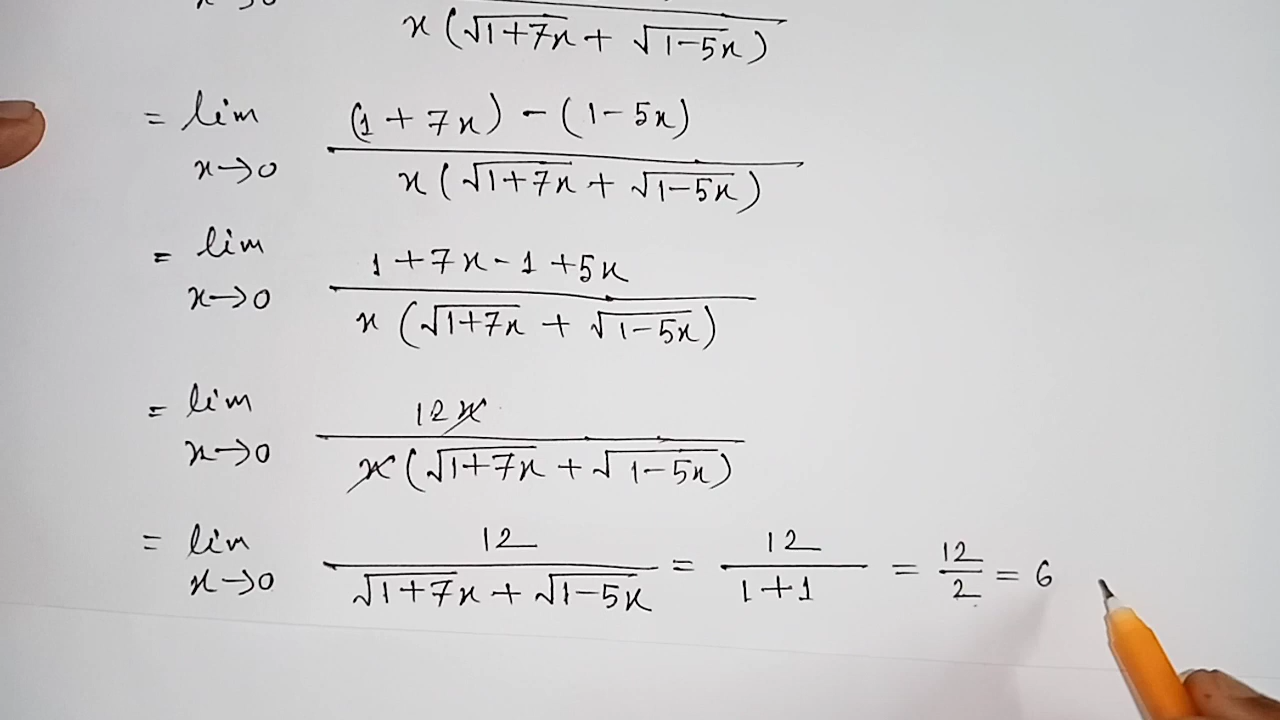 x→0
x(√1+7x + √1-5x)
= lim x→0 (1+7x) - (1-5x) / x(√1+7x + √1-5x)
= lim x→0 1+7x-1+5x / x(√1+7x + √1-5x)
= lim x→0 12x / x(√1+7x + √1-5x)
= lim x→0 12 / √1+7x + √1-5x = 12 / 1+1 = 12 / 2 = 6